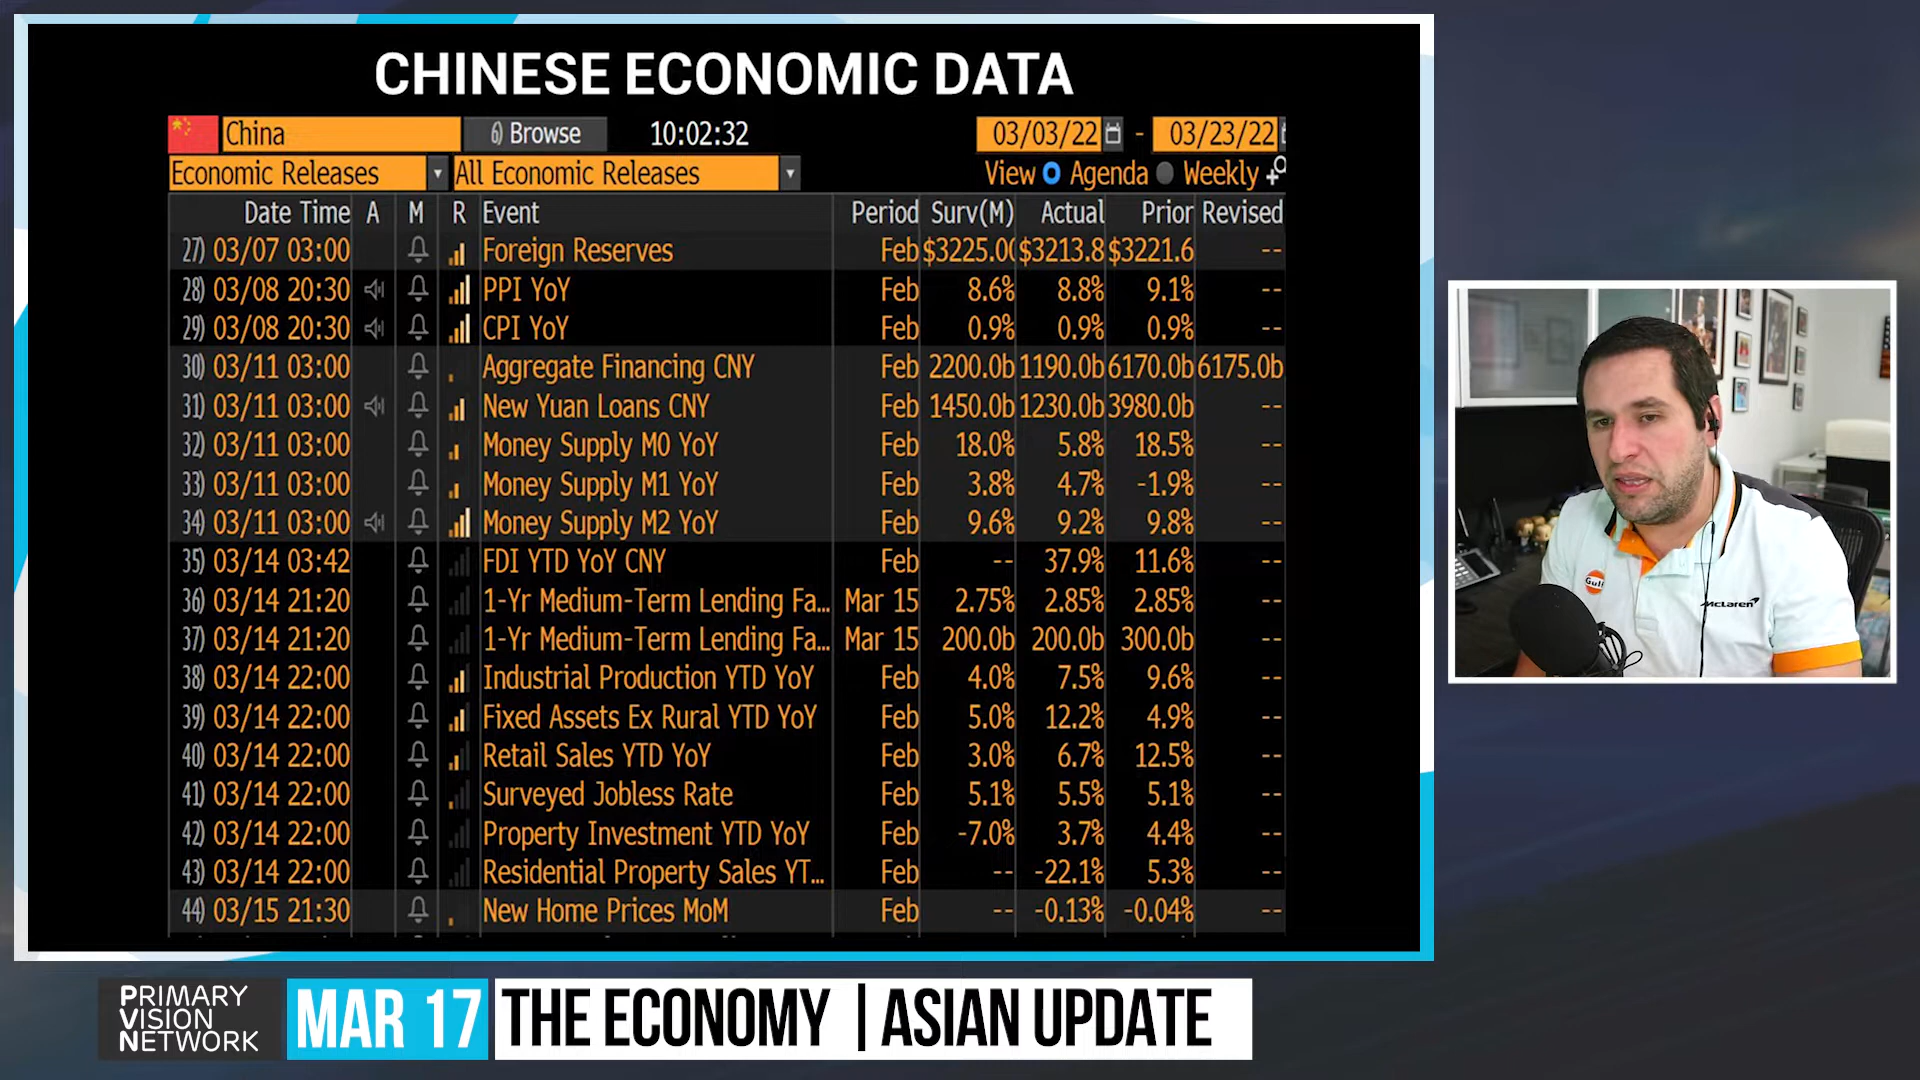 CHINESE ECONOMIC DATA
China 6) Browse 10:02:32 03/03/22 - 03/23/22
Economic Releases All Economic Releases View Agenda Weekly
Date Time A M R Event Period Surv(M) Actual Prior Revised
27) 03/07 03:00 Foreign Reserves Feb $3225.00 $3213.8 $3221.6 --
28) 03/08 20:30 PPI YoY Feb 8.6% 8.8% 9.1% --
29) 03/08 20:30 CPI YoY Feb 0.9% 0.9% 0.9% --
30) 03/11 03:00 Aggregate Financing CNY Feb 2200.0b 1190.0b 6170.0b 6175.0b
31) 03/11 03:00 New Yuan Loans CNY Feb 1450.0b 1230.0b 3980.0b --
32) 03/11 03:00 Money Supply M0 YoY Feb 18.0% 5.8% 18.5% --
33) 03/11 03:00 Money Supply M1 YoY Feb 3.8% 4.7% -1.9% --
34) 03/11 03:00 Money Supply M2 YoY Feb 9.6% 9.2% 9.8% --
35) 03/14 03:42 FDI YTD YoY CNY Feb -- 37.9% 11.6% --
36) 03/14 21:20 1-Yr Medium-Term Lending Fa... Mar 15 2.75% 2.85% 2.85% --
37) 03/14 21:20 1-Yr Medium-Term Lending Fa... Mar 15 200.0b 200.0b 300.0b --
38) 03/14 22:00 Industrial Production YTD YoY Feb 4.0% 7.5% 9.6% --
39) 03/14 22:00 Fixed Assets Ex Rural YTD YoY Feb 5.0% 12.2% 4.9% --
40) 03/14 22:00 Retail Sales YTD YoY Feb 3.0% 6.7% 12.5% --
41) 03/14 22:00 Surveyed Jobless Rate Feb 5.1% 5.5% 5.1% --
42) 03/14 22:00 Property Investment YTD YoY Feb -7.0% 3.7% 4.4% --
43) 03/14 22:00 Residential Property Sales YT... Feb -- -22.1% 5.3% --
44) 03/15 21:30 New Home Prices MoM Feb -- -0.13% -0.04% --
Gulf
McLaren
PRIMARY
VISION
NETWORK
MAR 17 THE ECONOMY | ASIAN UPDATE